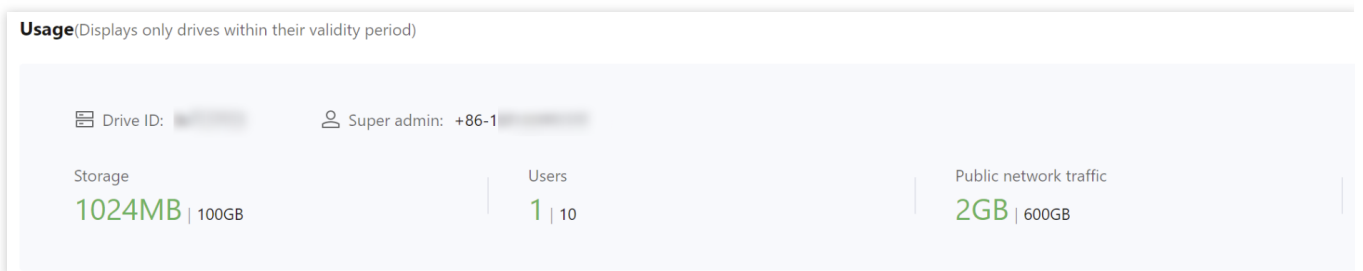 Usage(Displays only drives within their validity period)
Drive ID: Super admin: +86-1
Storage Users Public network traffic
1024MB | 100GB 1 | 10 2GB | 600GB